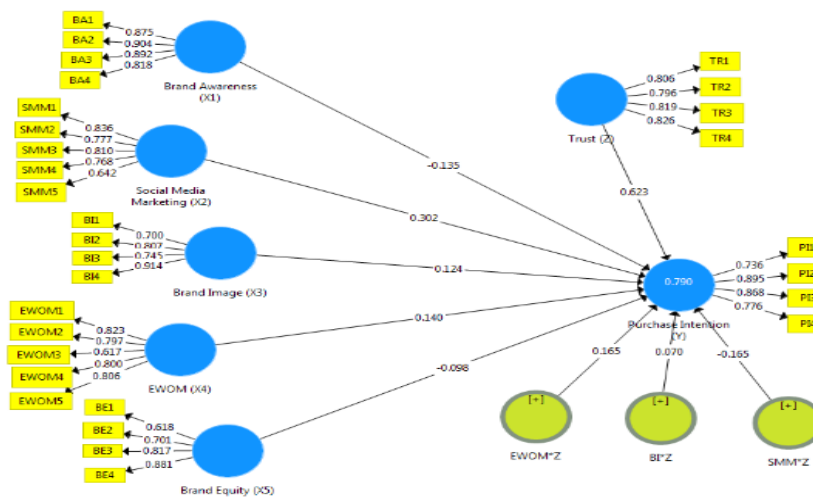 BA1
BA2
BA3
BA4
0.875
0.904
0.892
0.818
Brand Awareness
(X1)
SMM1
SMM2
SMM3
SMM4
SMM5
0.836
0.777
0.810
0.768
0.642
Social Media
Marketing (X2)
BI1
BI2
BI3
BI4
0.700
0.807
0.745
0.914
Brand Image (X3)
EWOM1
EWOM2
EWOM3
EWOM4
EWOM5
0.823
0.797
0.617
0.800
0.806
EWOM (X4)
BE1
BE2
BE3
BE4
0.618
0.701
0.817
0.881
Brand Equity (X5)
-0.135
0.302
0.124
0.140
-0.098
TR1
TR2
TR3
TR4
0.806
0.796
0.819
0.826
Trust (Z)
0.623
0.790
Purchase Intention
(Y)
0.736
0.895
0.868
0.776
PI1
PI2
PI3
PI4
0.165
0.070
-0.165
[+]
[+]
[+]
EWOM*Z
BI*Z
SMM*Z